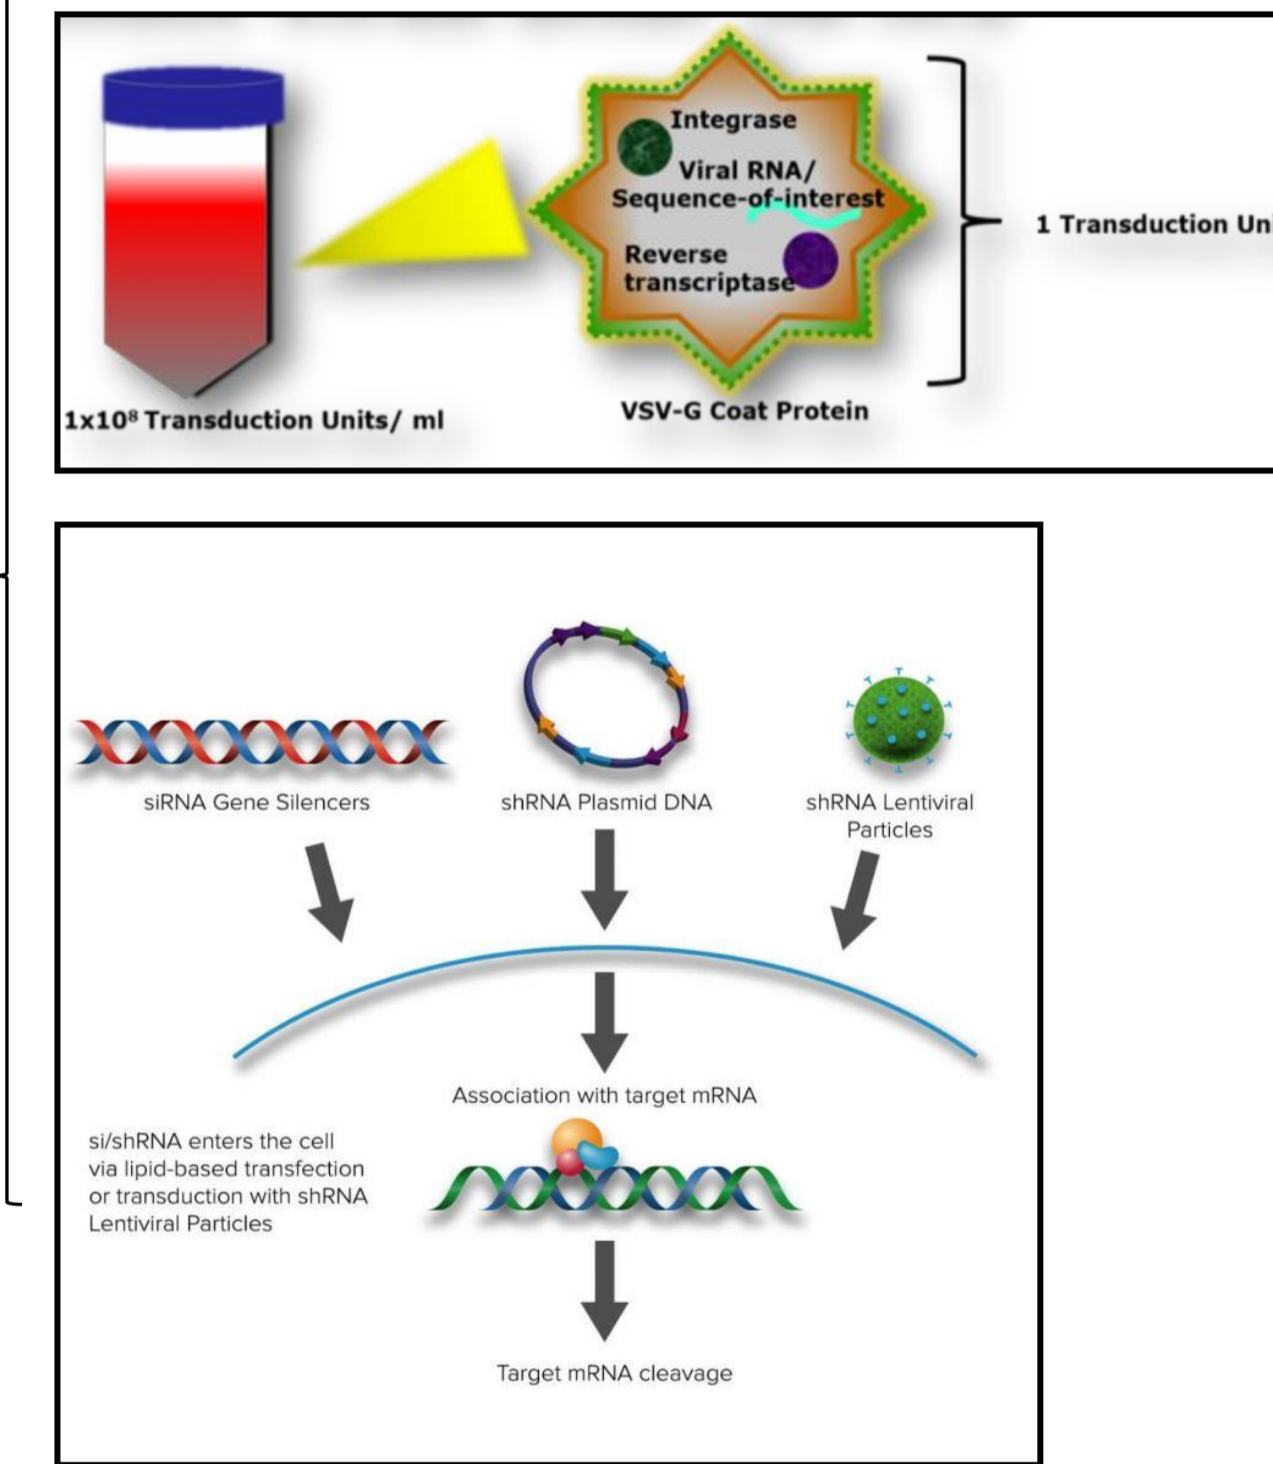 Integrase
Viral RNA/
Sequence-of-interest
Reverse
transcriptase
1 Transduction Uni
1x10⁸ Transduction Units/ ml
VSV-G Coat Protein
siRNA Gene Silencers
shRNA Plasmid DNA
shRNA Lentiviral
Particles
Association with target mRNA
si/shRNA enters the cell
via lipid-based transfection
or transduction with shRNA
Lentiviral Particles
Target mRNA cleavage